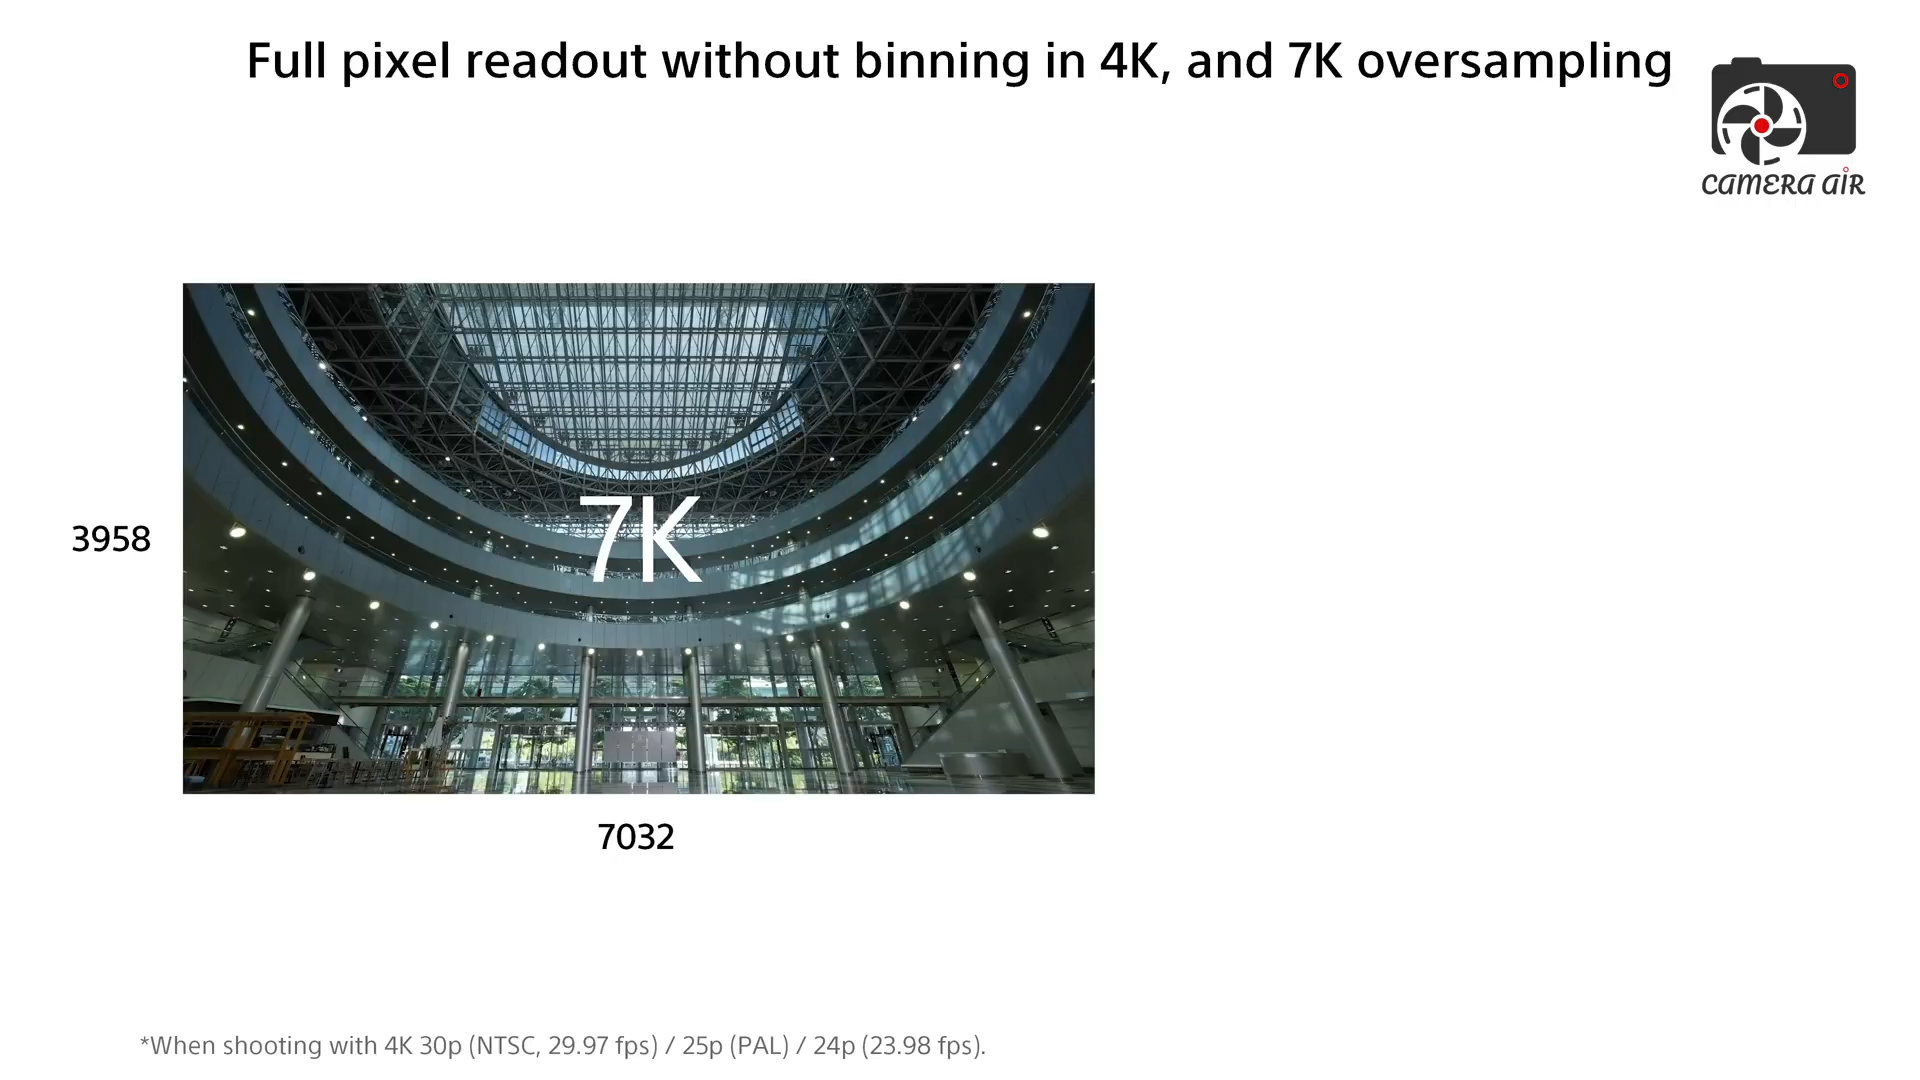 Full pixel readout without binning in 4K, and 7K oversampling
CAMERA AIR
7K
3958
7032
*When shooting with 4K 30p (NTSC, 29.97 fps) / 25p (PAL) / 24p (23.98 fps).